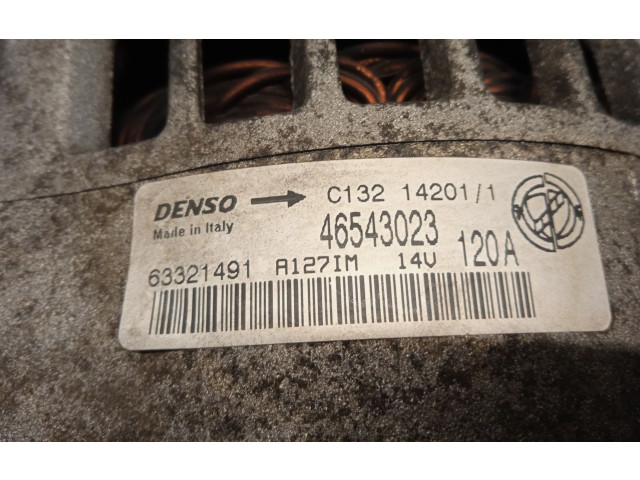 DENSO → C132 14201/1
Made in Italy 46543023
63321491 A127IM 14V 120A